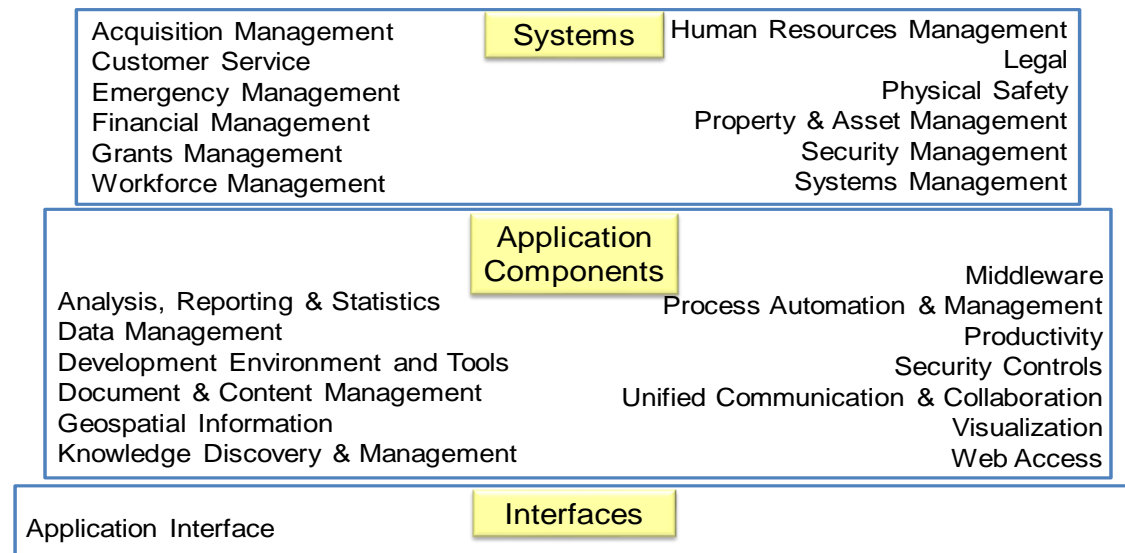 Systems
Acquisition Management
Customer Service
Emergency Management
Financial Management
Grants Management
Workforce Management
Human Resources Management
Legal
Physical Safety
Property & Asset Management
Security Management
Systems Management
Application
Components
Analysis, Reporting & Statistics
Data Management
Development Environment and Tools
Document & Content Management
Geospatial Information
Knowledge Discovery & Management
Middleware
Process Automation & Management
Productivity
Security Controls
Unified Communication & Collaboration
Visualization
Web Access
Interfaces
Application Interface